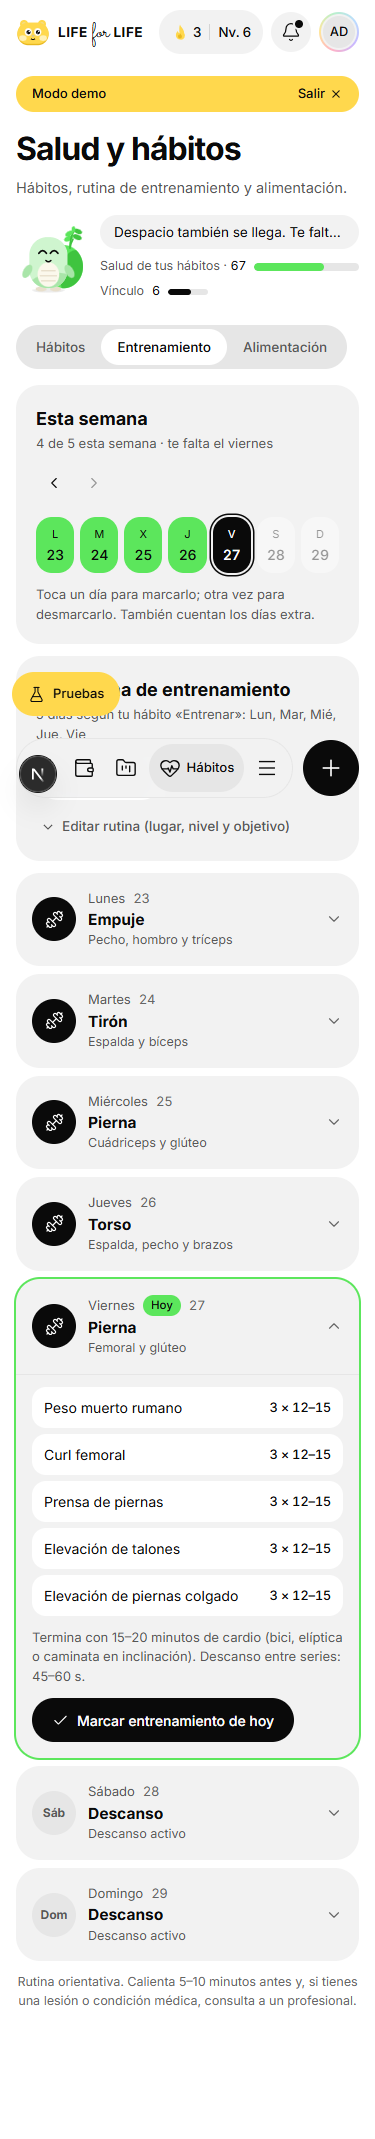 LIFE for LIFE
3
Nv. 6
AD
Modo demo
Salir ×
Salud y hábitos
Hábitos, rutina de entrenamiento y alimentación.
Despacio también se llega. Te falt...
Salud de tus hábitos · 67
Vínculo 6
Hábitos
Entrenamiento
Alimentación
Esta semana
4 de 5 esta semana · te falta el viernes
L M X J V S D
23 24 25 26 27 28 29
Toca un día para marcarlo; otra vez para
desmarcarlo. También cuentan los días extra.
Pruebas
a de entrenamiento
5 días según tu hábito «Entrenar»: Lun, Mar, Mié,
Jue, Vie
N
Hábitos
Editar rutina (lugar, nivel y objetivo)
Lunes 23
Empuje
Pecho, hombro y tríceps
Martes 24
Tirón
Espalda y bíceps
Miércoles 25
Pierna
Cuádriceps y glúteo
Jueves 26
Torso
Espalda, pecho y brazos
Viernes Hoy 27
Pierna
Femoral y glúteo
Peso muerto rumano 3 × 12–15
Curl femoral 3 × 12–15
Prensa de piernas 3 × 12–15
Elevación de talones 3 × 12–15
Elevación de piernas colgado 3 × 12–15
Termina con 15–20 minutos de cardio (bici, elíptica
o caminata en inclinación). Descanso entre series:
45–60 s.
Marcar entrenamiento de hoy
Sáb
Sábado 28
Descanso
Descanso activo
Dom
Domingo 29
Descanso
Descanso activo
Rutina orientativa. Calienta 5–10 minutos antes y, si tienes
una lesión o condición médica, consulta a un profesional.